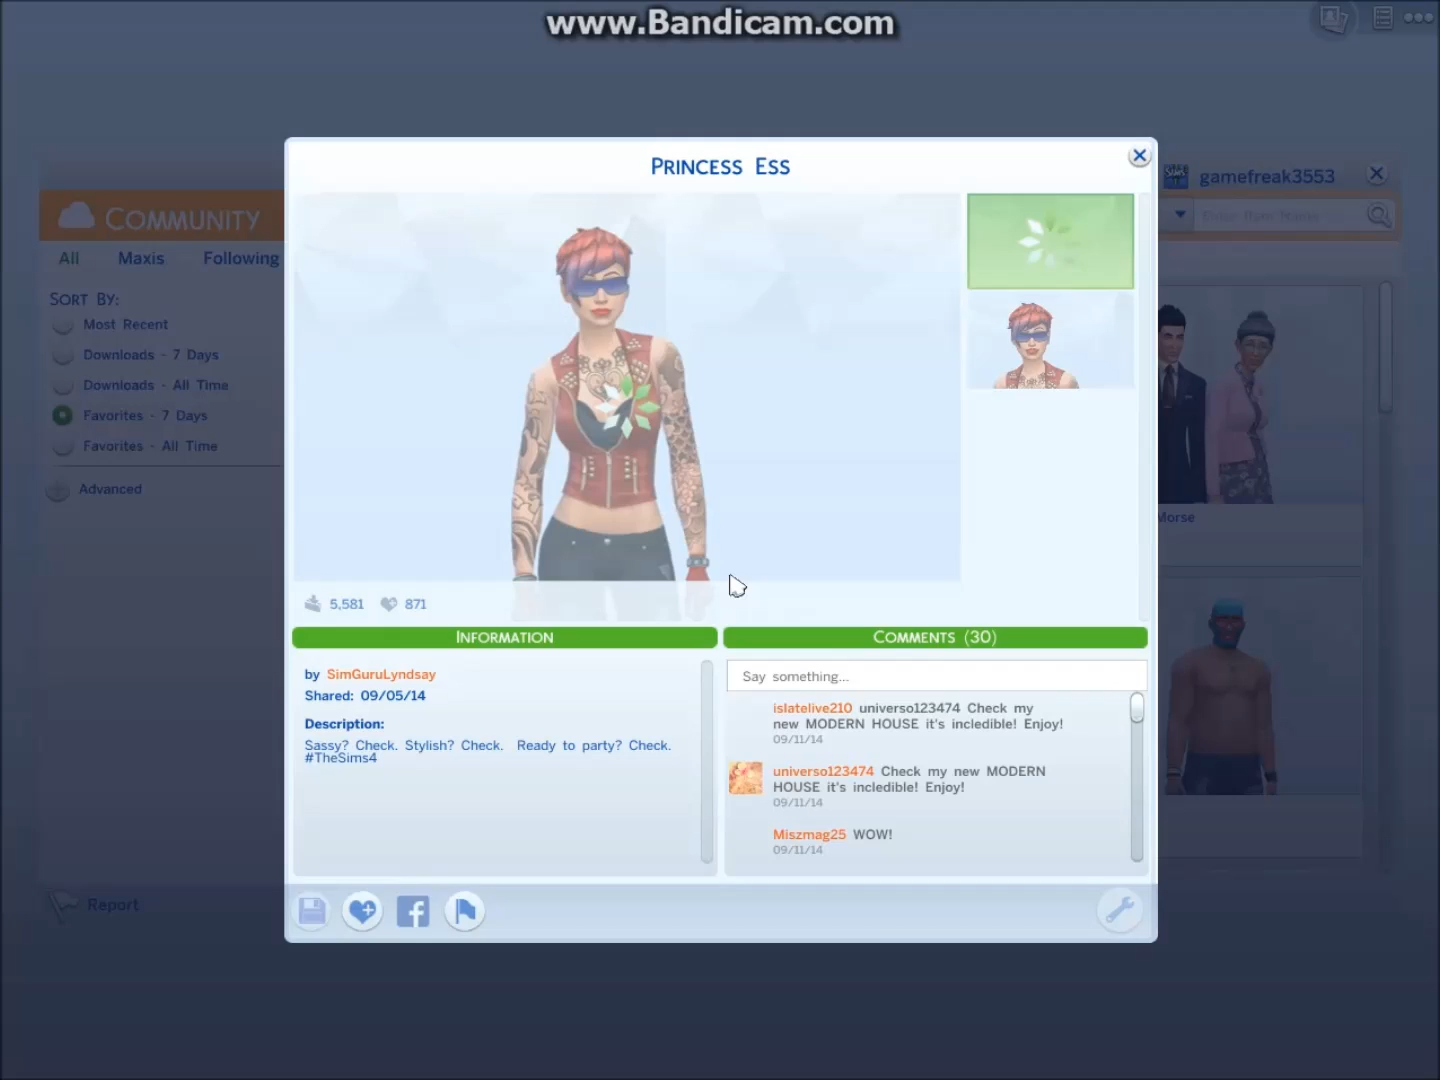 www.Bandicam.com
gamefreak3553
PRINCESS ESS
COMMUNITY
All Maxis Following
SORT BY:
Most Recent
Downloads - 7 Days
Downloads - All Time
Favorites - 7 Days
Favorites - All Time
Advanced
Enter Item Name
Morse
5,581 871
INFORMATION
by SimGuruLyndsay
Shared: 09/05/14
Description:
Sassy? Check. Stylish? Check. Ready to party? Check.
#TheSims4
COMMENTS (30)
Say something...
islatelive210 universo123474 Check my
new MODERN HOUSE it's incledible! Enjoy!
09/11/14
universo123474 Check my new MODERN
HOUSE it's incledible! Enjoy!
09/11/14
Miszmag25 WOW!
09/11/14
Report